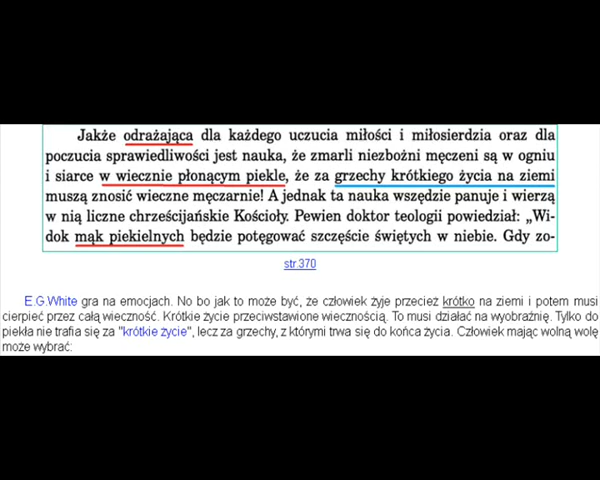 Jakże odrażająca dla każdego uczucia miłości i miłosierdzia oraz dla
poczucia sprawiedliwości jest nauka, że zmarli niezbożni męczeni są w ogniu
i siarce w wiecznie płonącym piekle, że za grzechy krótkiego życia na ziemi
muszą znosić wieczne męczarnie! A jednak ta nauka wszędzie panuje i wierzą
w nią liczne chrześcijańskie Kościoły. Pewien doktor teologii powiedział: „Wi-
dok mąk piekielnych będzie potęgować szczęście świętych w niebie. Gdy zo-
str.370
E.G.White gra na emocjach. No bo jak to może być, że człowiek żyje przecież krótko na ziemi i potem musi
cierpieć przez całą wieczność. Krótkie życie przeciwstawione wiecznością. To musi działać na wyobraźnię. Tylko do
piekła nie trafia się za "krótkie życie", lecz za grzechy, z którymi trwa się do końca życia. Człowiek mając wolną wolę
może wybrać: